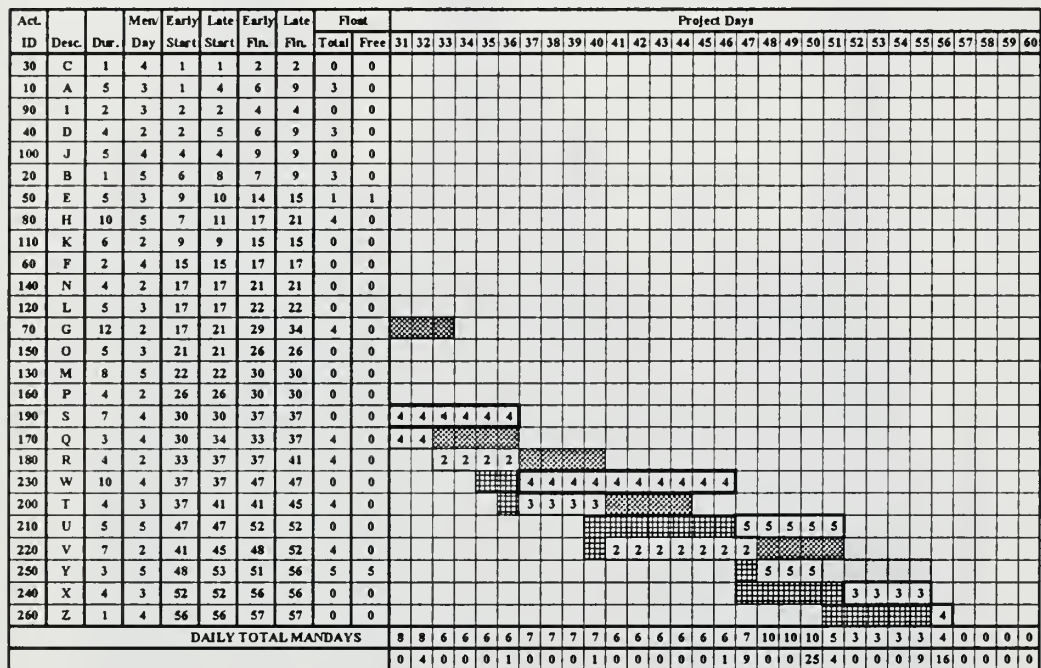 Act. Men/ Early Late Early Late Float Project Days
ID Desc. Dur. Day Start Start Fin. Fin. Total Free 31 32 33 34 35 36 37 38 39 40 41 42 43 44 45 46 47 48 49 50 51 52 53 54 55 56 57 58 59 60
30 C 1 4 1 1 2 2 0 0
10 A 5 3 1 4 6 9 3 0
90 I 2 3 2 2 4 4 0 0
40 D 4 2 2 5 6 9 3 0
100 J 5 4 4 4 9 9 0 0
20 B 1 5 6 8 7 9 3 0
50 E 5 3 9 10 14 15 1 1
80 H 10 5 7 11 17 21 4 0
110 K 6 2 9 9 15 15 0 0
60 F 2 4 15 15 17 17 0 0
140 N 4 2 17 17 21 21 0 0
120 L 5 3 17 17 22 22 0 0
70 G 12 2 17 21 29 34 4 0
150 O 5 3 21 21 26 26 0 0
130 M 8 5 22 22 30 30 0 0
160 P 4 2 26 26 30 30 0 0
190 S 7 4 30 30 37 37 0 0 4 4 4 4 4 4
170 Q 3 4 30 34 33 37 4 0 4 4
180 R 4 2 33 37 37 41 4 0 2 2 2 2
230 W 10 4 37 37 47 47 0 0 4 4 4 4 4 4 4 4 4 4
200 T 4 3 37 41 41 45 4 0 3 3 3 3
210 U 5 5 47 47 52 52 0 0 5 5 5 5 5
220 V 7 2 41 45 48 52 4 0 2 2 2 2 2 2 2
250 Y 3 5 48 53 51 56 5 5 5 5 5
240 X 4 3 52 52 56 56 0 0 3 3 3 3
260 Z 1 4 56 56 57 57 0 0 4
DAILY TOTAL MANDAYS 8 8 6 6 6 6 7 7 7 7 6 6 6 6 6 6 7 10 10 10 5 3 3 3 3 4 0 0 0 0
0 4 0 0 0 1 0 0 0 1 0 0 0 0 0 1 9 0 0 25 4 0 0 0 9 16 0 0 0 0